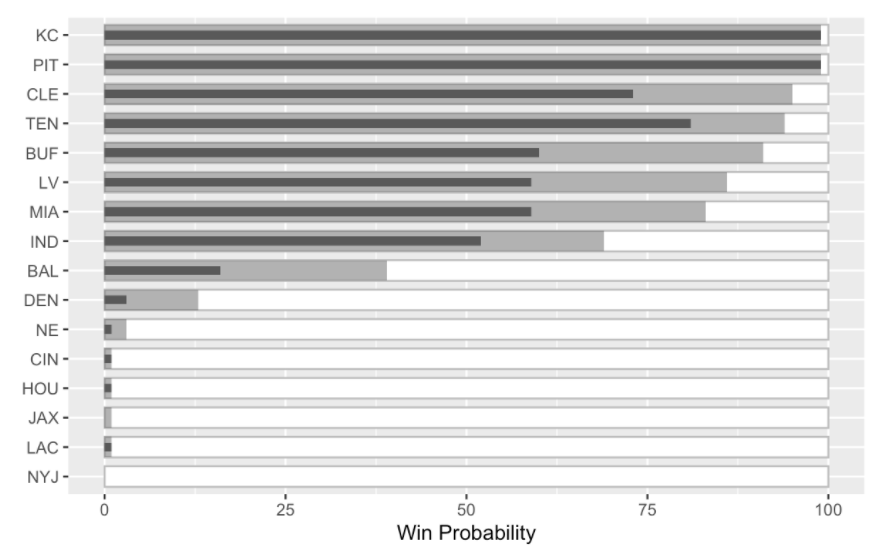 KC
PIT
CLE
TEN
BUF
LV
MIA
IND
BAL
DEN
NE
CIN
HOU
JAX
LAC
NYJ
0 25 50 75 100
Win Probability